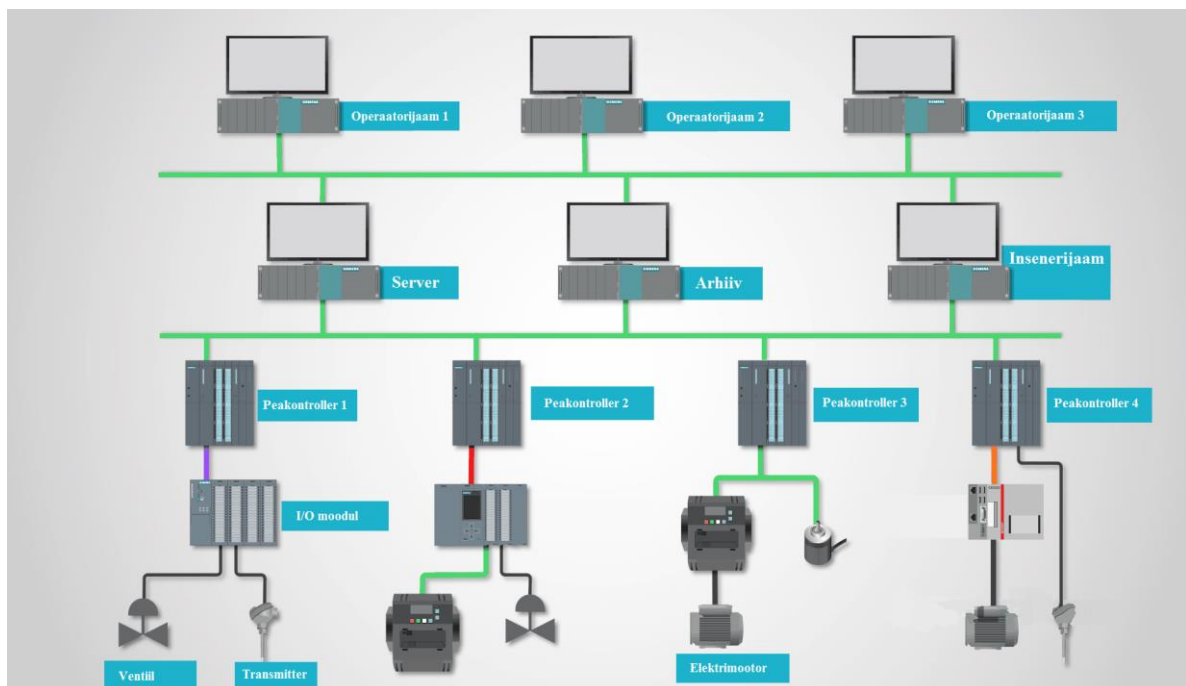 Operaatorijaam 1
Operaatorijaam 2
Operaatorijaam 3
Server
Arhiiv
Insenerijaam
Peakontroller 1
Peakontroller 2
Peakontroller 3
Peakontroller 4
I/O moodul
Ventiil
Transmitter
Elektrimootor